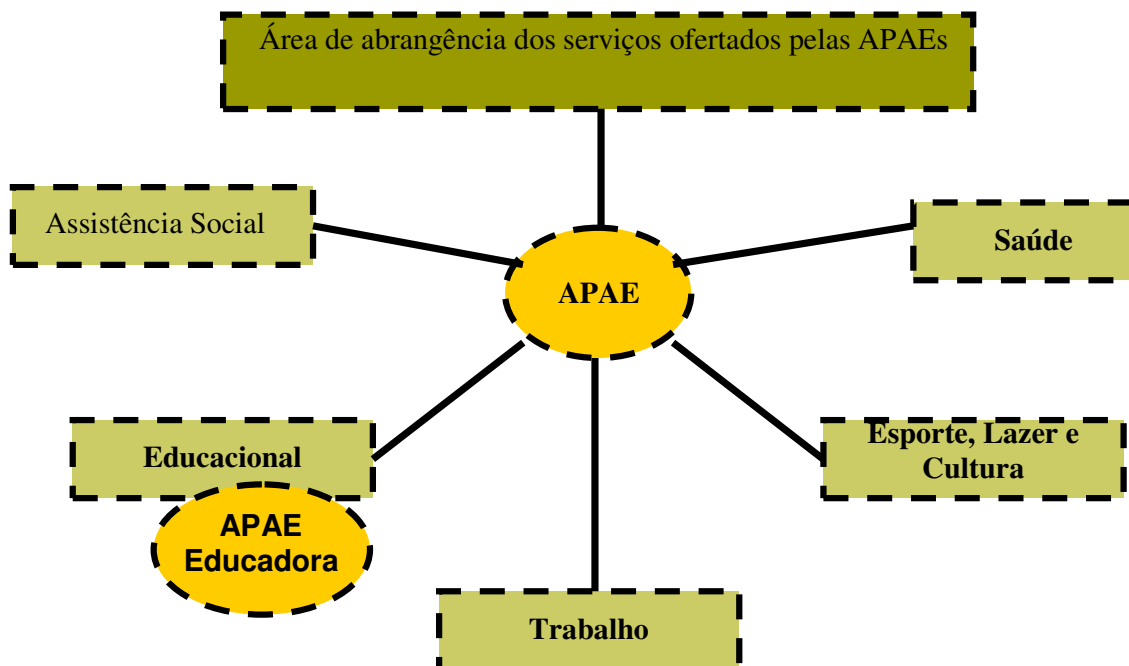 Área de abrangência dos serviços ofertados pelas APAEs
Assistência Social
Saúde
APAE
Educacional
Esporte, Lazer e
Cultura
APAE
Educadora
Trabalho